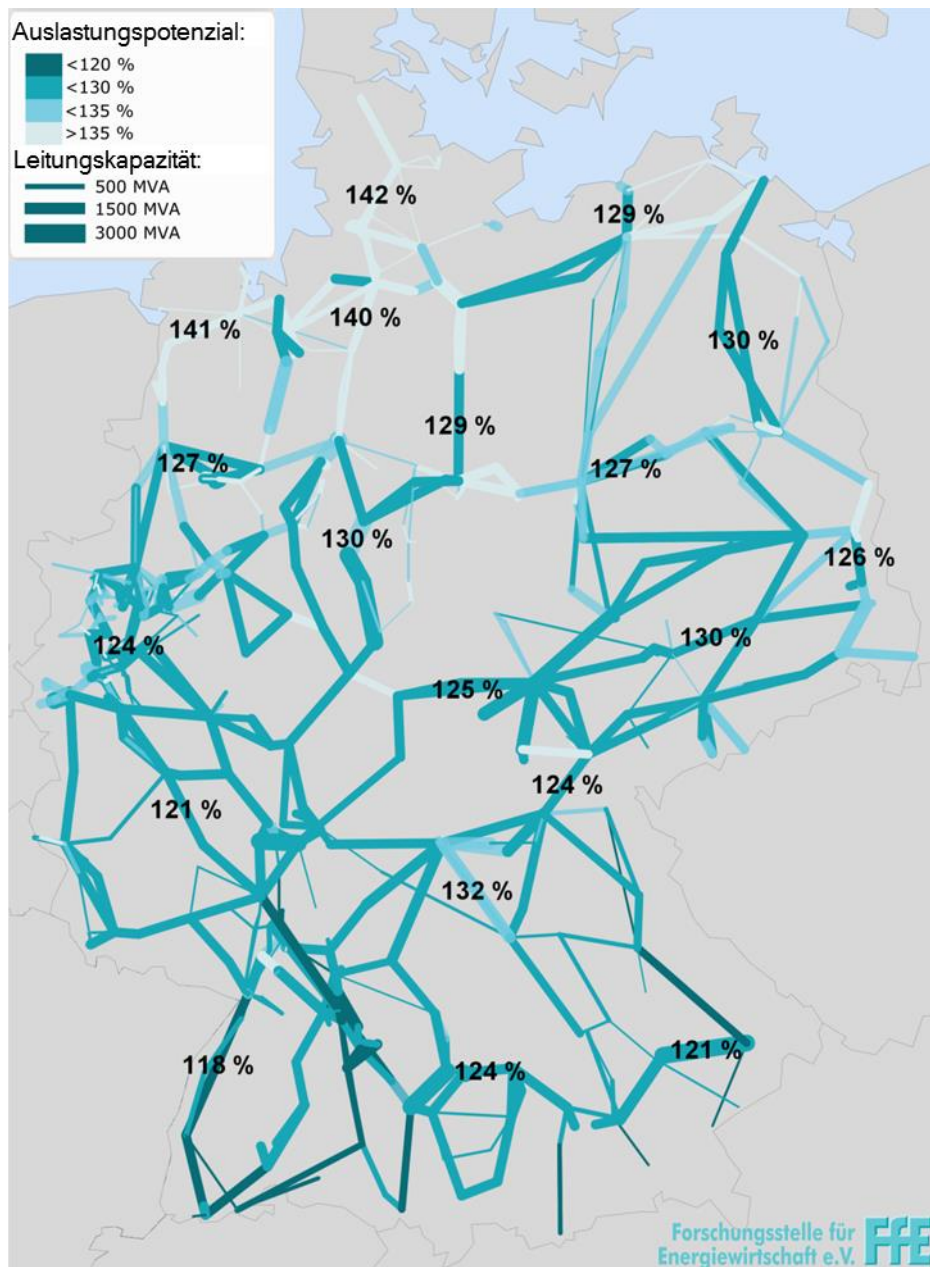 Auslastungspotenzial:
<120 %
<130 %
<135 %
>135 %
Leitungskapazität:
500 MVA
1500 MVA
3000 MVA
142 %
129 %
141 %
140 %
130 %
129 %
127 %
127 %
130 %
126 %
124 %
130 %
125 %
124 %
121 %
132 %
118 %
124 %
121 %
Forschungsstelle für
Energiewirtschaft e.V.
FfE